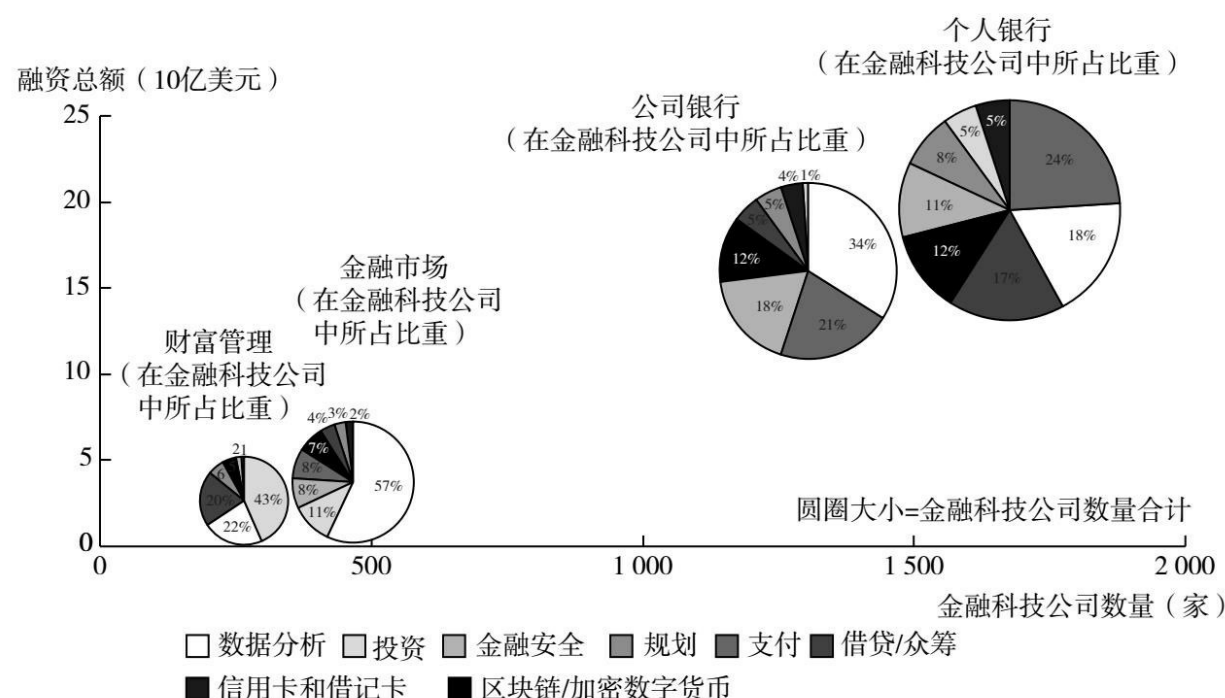 个人银行
（在金融科技公司中所占比重）
融资总额（10亿美元）
公司银行
（在金融科技公司中所占比重）
金融市场
（在金融科技公司
中所占比重）
财富管理
（在金融科技公司
中所占比重）
25
20
15
10
5
0
5%
5%
24%
8%
11%
18%
12%
17%
4%
1%
5%
5%
34%
12%
18%
21%
4%
3%
2%
7%
8%
8%
57%
11%
2
1
6
43%
20%
22%
圆圈大小=金融科技公司数量合计
0
500
1 000
1 500
2 000
金融科技公司数量（家）
数据分析 投资 金融安全 规划 支付 借贷/众筹
信用卡和借记卡 区块链/加密数字货币